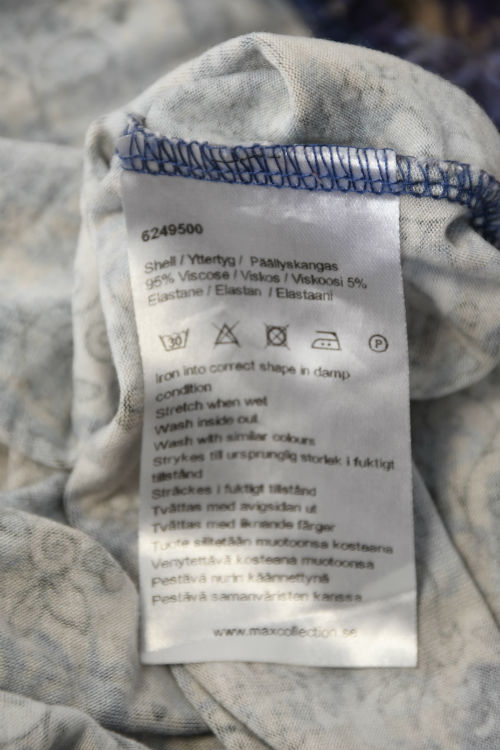 6249500
Shell / Yttertyg / Päällyskangas
95% Viscose / Viskos / Viskoosi 5%
Elastane / Elastan / Elastaani
30 P
Iron into correct shape in damp
condition
Stretch when wet
Wash inside out.
Wash with similar colours
Strykes till ursprunglig storlek i fuktigt
tillstånd
Sträckes i fuktigt tillstånd
Tvättas med avigsidan ut
Tvättas med liknande färger
Tuote silitetään muotoonsa kosteana
Venytettävä kosteana muotoonsa
Pestävä nurin käännettynä
Pestävä samanväristen kanssa
www.maxcollection.se